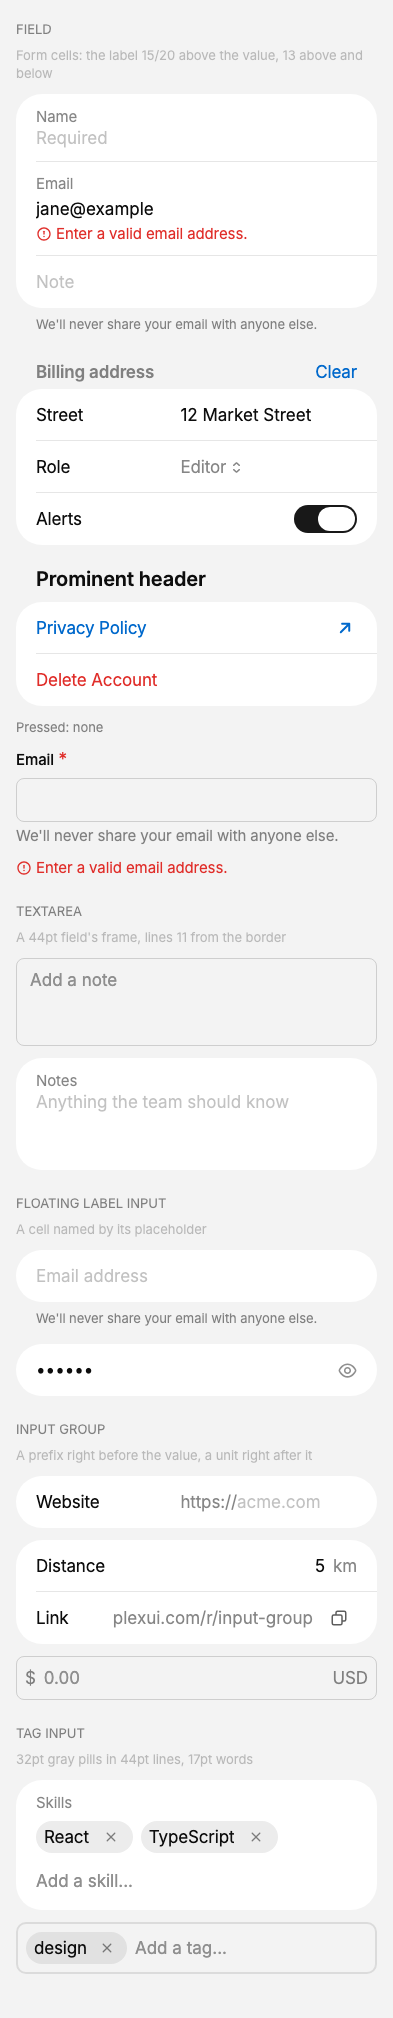 FIELD
Form cells: the label 15/20 above the value, 13 above and
below
Name
Required
Email
jane@example
Enter a valid email address.
Note
We'll never share your email with anyone else.
Billing address Clear
Street 12 Market Street
Role Editor
Alerts
Prominent header
Privacy Policy
Delete Account
Pressed: none
Email *
We'll never share your email with anyone else.
Enter a valid email address.
TEXTAREA
A 44pt field's frame, lines 11 from the border
Add a note
Notes
Anything the team should know
FLOATING LABEL INPUT
A cell named by its placeholder
Email address
We'll never share your email with anyone else.
••••••
INPUT GROUP
A prefix right before the value, a unit right after it
Website https://acme.com
Distance 5 km
Link plexui.com/r/input-group
$ 0.00 USD
TAG INPUT
32pt gray pills in 44pt lines, 17pt words
Skills
React TypeScript
Add a skill...
design Add a tag...